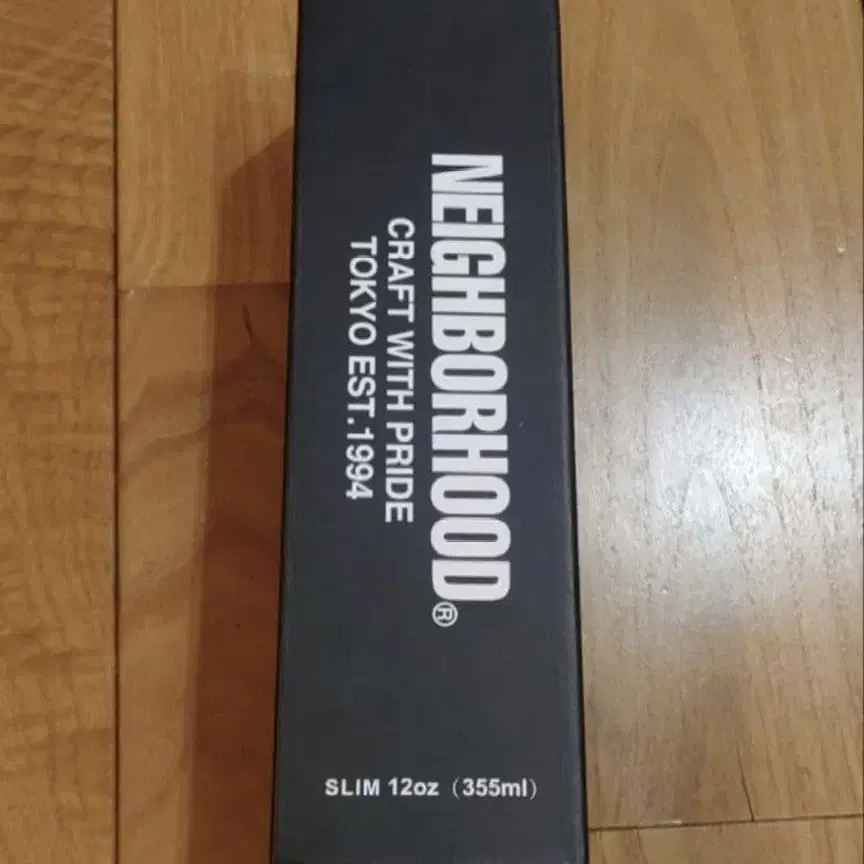 NEIGHBORHOOD®
CRAFT WITH PRIDE
TOKYO EST.1994
SLIM 12oz（355ml）